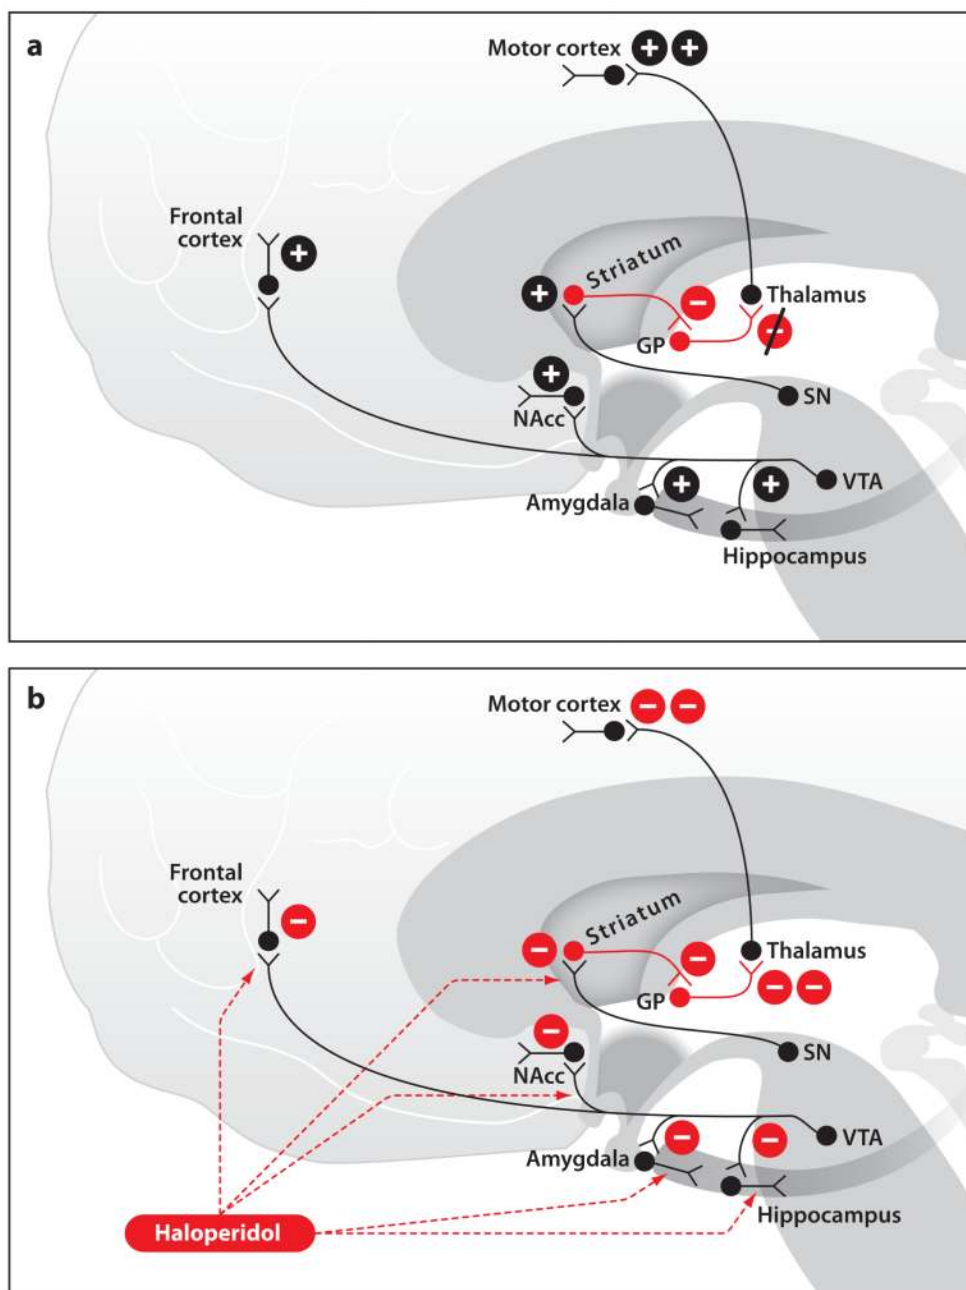 a
Motor cortex + +
Frontal
cortex
+
Striatum
+
−
Thalamus
GP
−
+
NAcc
SN
VTA
Amygdala
+
+
Hippocampus
b
Motor cortex − −
Frontal
cortex
−
Striatum
−
−
Thalamus
GP
− −
−
NAcc
SN
VTA
Amygdala
−
−
Hippocampus
Haloperidol